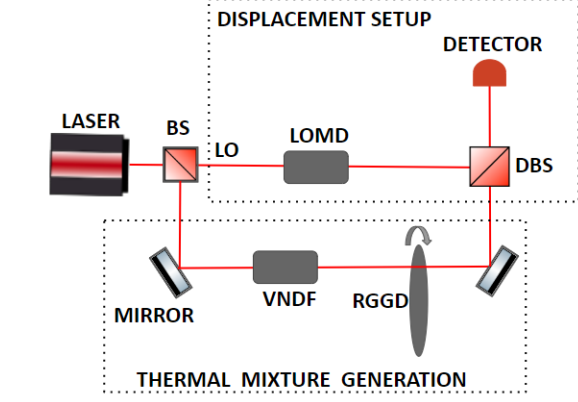 DISPLACEMENT SETUP
DETECTOR
LASER
BS
LOMD
LO
DBS
VNDF
RGGD
MIRROR
THERMAL MIXTURE GENERATION